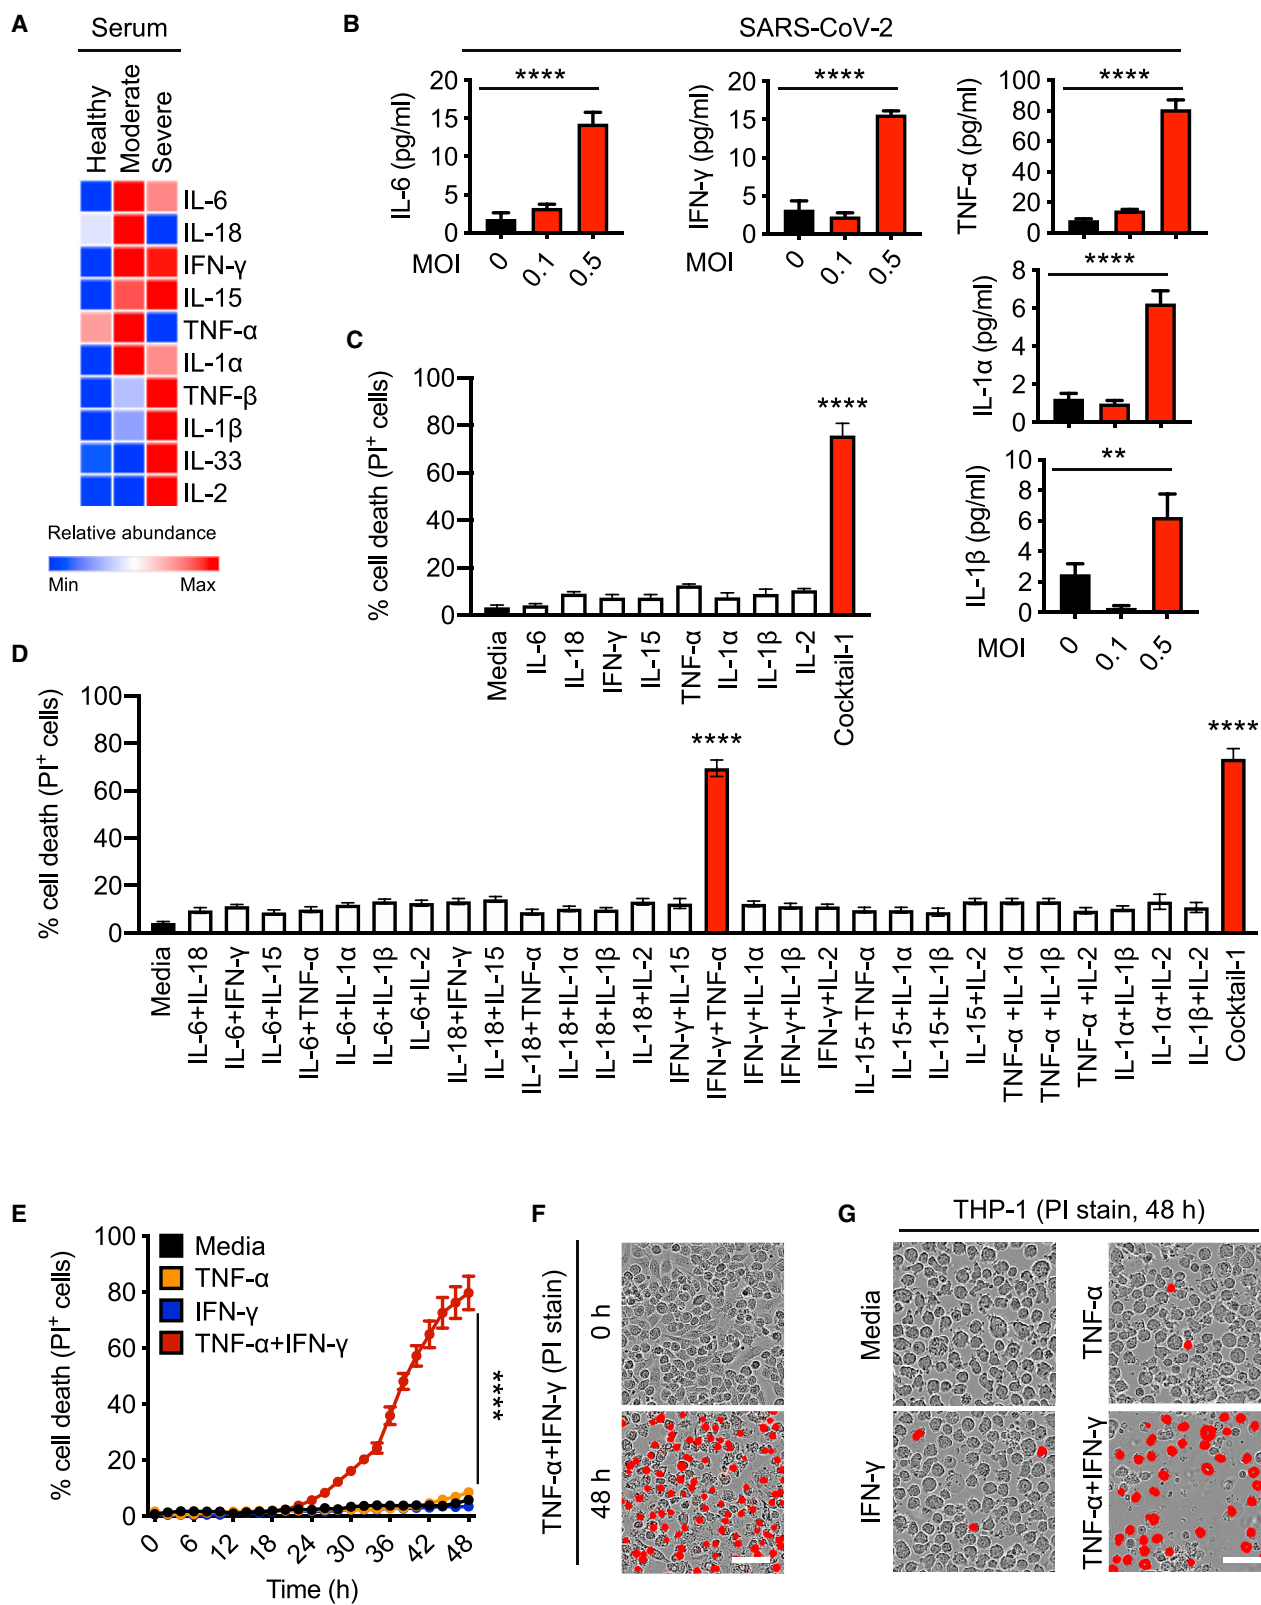 A
Serum
Healthy
Moderate
Severe
IL-6
IL-18
IFN-γ
IL-15
TNF-α
IL-1α
TNF-β
IL-1β
IL-33
IL-2
Relative abundance
Min Max
B
SARS-CoV-2
****
IL-6 (pg/ml)
20
15
10
5
0
MOI
0 0.1 0.5
****
IFN-γ (pg/ml)
20
15
10
5
0
MOI
0 0.1 0.5
****
TNF-α (pg/ml)
100
80
60
40
20
0
****
IL-1α (pg/ml)
8
6
4
2
0
**
IL-1β (pg/ml)
10
8
6
4
2
0
MOI
0 0.1 0.5
C
% cell death (PI⁺ cells)
100
80
60
40
20
0
****
Media
IL-6
IL-18
IFN-γ
IL-15
TNF-α
IL-1α
IL-1β
IL-2
Cocktail-1
D
% cell death (PI⁺ cells)
100
80
60
40
20
0
****
****
Media
IL-6+IL-18
IL-6+IFN-γ
IL-6+IL-15
IL-6+TNF-α
IL-6+IL-1α
IL-6+IL-1β
IL-6+IL-2
IL-18+IFN-γ
IL-18+IL-15
IL-18+TNF-α
IL-18+IL-1α
IL-18+IL-1β
IL-18+IL-2
IFN-γ+IL-15
IFN-γ+TNF-α
IFN-γ+IL-1α
IFN-γ+IL-1β
IFN-γ+IL-2
IL-15+TNF-α
IL-15+IL-1α
IL-15+IL-1β
IL-15+IL-2
TNF-α +IL-1α
TNF-α +IL-1β
TNF-α +IL-2
IL-1α+IL-1β
IL-1α+IL-2
IL-1β+IL-2
Cocktail-1
E
% cell death (PI⁺ cells)
100
80
60
40
20
0
Media
TNF-α
IFN-γ
TNF-α+IFN-γ
****
0 6 12 18 24 30 36 42 48
Time (h)
F
TNF-α+IFN-γ (PI stain)
0 h
48 h
G
THP-1 (PI stain, 48 h)
Media
TNF-α
IFN-γ
TNF-α+IFN-γ